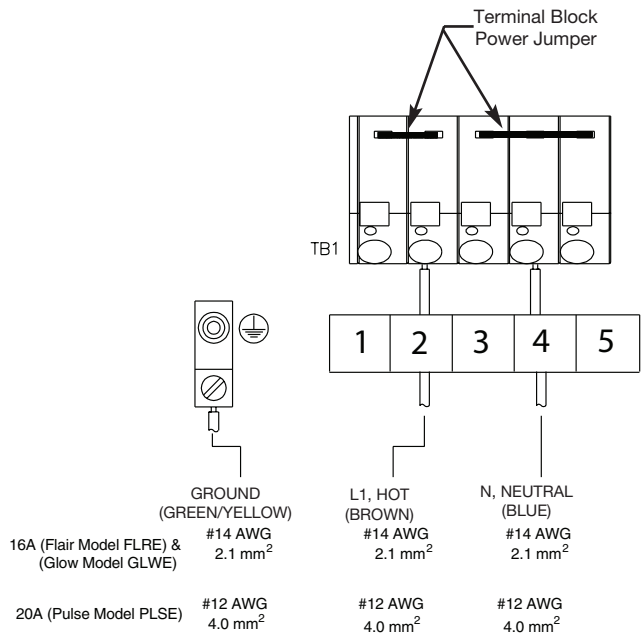 Terminal Block
Power Jumper
TB1
1 2 3 4 5
GROUND
(GREEN/YELLOW)
L1, HOT
(BROWN)
N, NEUTRAL
(BLUE)
16A (Flair Model FLRE) &
(Glow Model GLWE)
#14 AWG
2.1 mm²
#14 AWG
2.1 mm²
#14 AWG
2.1 mm²
20A (Pulse Model PLSE)
#12 AWG
4.0 mm²
#12 AWG
4.0 mm²
#12 AWG
4.0 mm²